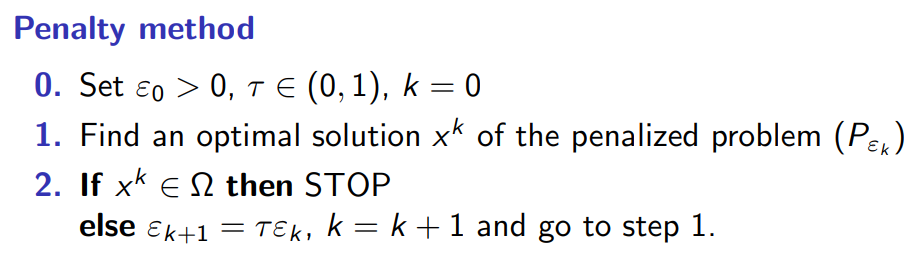 Penalty method
0. Set ε₀ > 0, τ ∈ (0, 1), k = 0
1. Find an optimal solution xᵏ of the penalized problem (P_{ε_k})
2. If xᵏ ∈ Ω then STOP
else ε_{k+1} = τε_k, k = k + 1 and go to step 1.